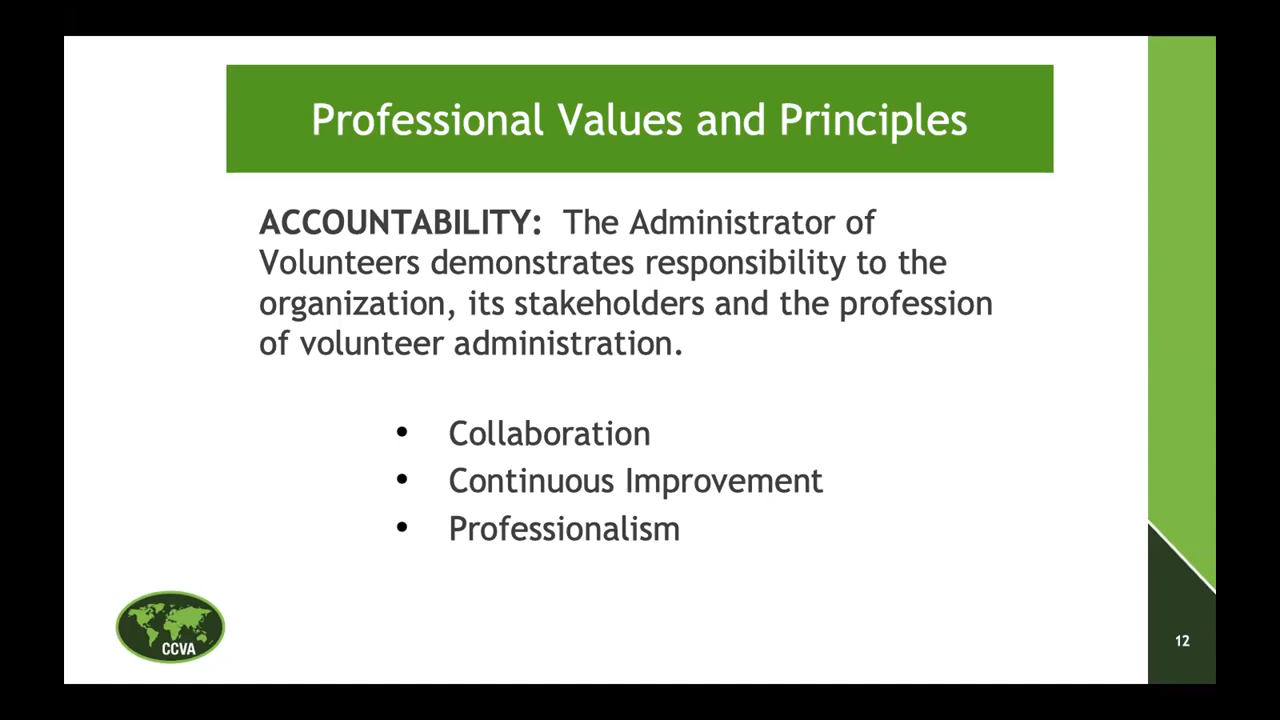 Professional Values and Principles
ACCOUNTABILITY: The Administrator of
Volunteers demonstrates responsibility to the
organization, its stakeholders and the profession
of volunteer administration.
• Collaboration
• Continuous Improvement
• Professionalism
CCVA
12